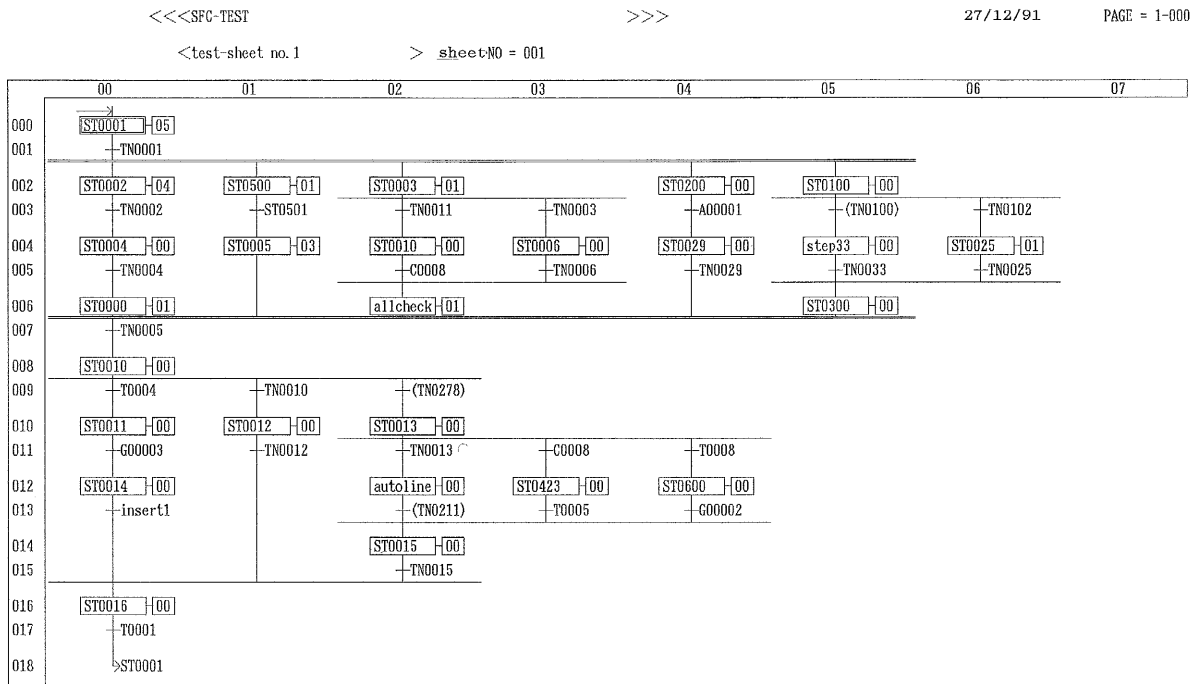 <<<SFC-TEST >>> 27/12/91 PAGE = 1-000
<test-sheet no.1 > sheetNO = 001
00 01 02 03 04 05 06 07
000 ST0001 05
001 TN0001
002 ST0002 04 ST0500 01 ST0003 01 ST0200 00 ST0100 00
003 TN0002 ST0501 TN0011 TN0003 A00001 (TN0100) TN0102
004 ST0004 00 ST0005 03 ST0010 00 ST0006 00 ST0029 00 step33 00 ST0025 01
005 TN0004 C0008 TN0006 TN0029 TN0033 TN0025
006 ST0000 01 allcheck 01 ST0300 00
007 TN0005
008 ST0010 00
009 T0004 TN0010 (TN0278)
010 ST0011 00 ST0012 00 ST0013 00
011 G00003 TN0012 TN0013 C0008 T0008
012 ST0014 00 autoline 00 ST0423 00 ST0600 00
013 insert1 (TN0211) T0005 G00002
014 ST0015 00
015 TN0015
016 ST0016 00
017 T0001
018 ST0001